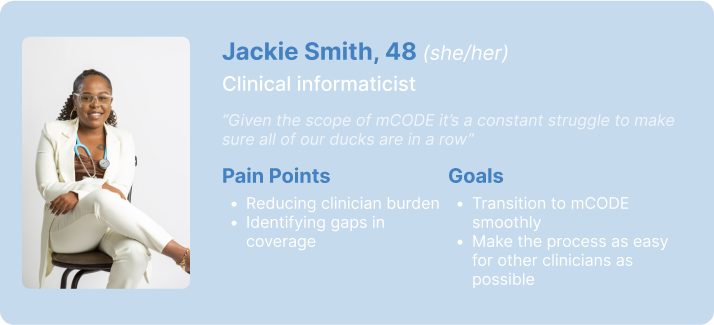 Jackie Smith, 48 (she/her)
Clinical informaticist
“Given the scope of mCODE it’s a constant struggle to make
sure all of our ducks are in a row”
Pain Points
• Reducing clinician burden
• Identifying gaps in
coverage
Goals
• Transition to mCODE
smoothly
• Make the process as easy
for other clinicians as
possible